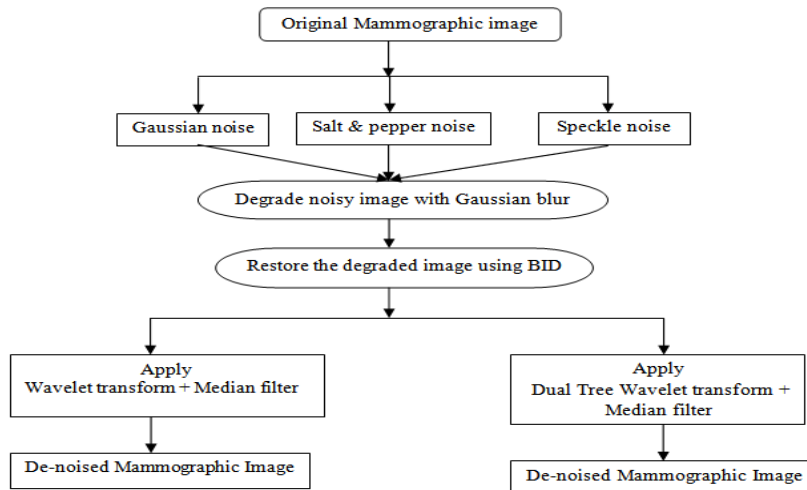 Original Mammographic image
Gaussian noise
Salt & pepper noise
Speckle noise
Degrade noisy image with Gaussian blur
Restore the degraded image using BID
Apply
Wavelet transform + Median filter
Apply
Dual Tree Wavelet transform +
Median filter
De-noised Mammographic Image
De-noised Mammographic Image